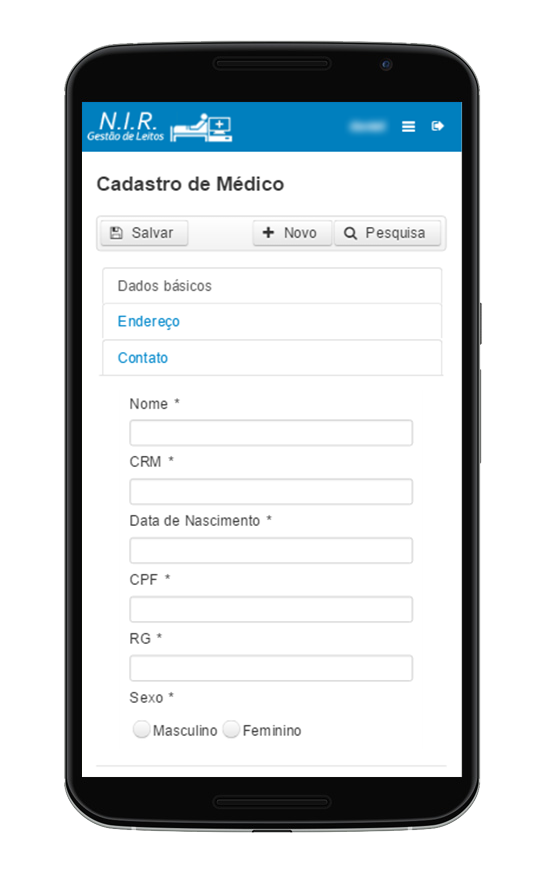 N.I.R.
Gestão de Leitos
Cadastro de Médico
Salvar Novo Pesquisa
Dados básicos
Endereço
Contato
Nome *
CRM *
Data de Nascimento *
CPF *
RG *
Sexo *
Masculino Feminino